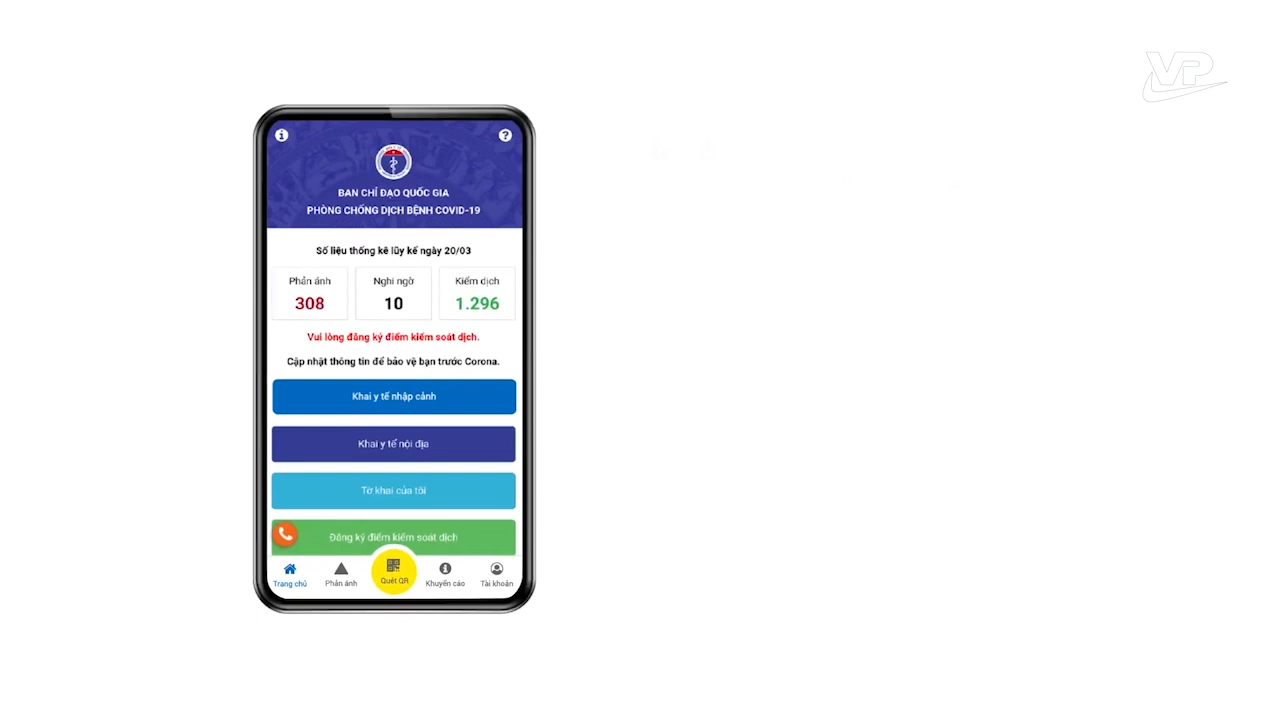 VP
BAN CHỈ ĐẠO QUỐC GIA
PHÒNG CHỐNG DỊCH BỆNH COVID-19
Số liệu thống kê lũy kế ngày 20/03
Phản ánh
Nghi ngờ
Kiểm dịch
308
10
1.296
Vui lòng đăng ký điểm kiểm soát dịch.
Cập nhật thông tin để bảo vệ bạn trước Corona.
Khai y tế nhập cảnh
Khai y tế nội địa
Tờ khai của tôi
Đăng ký điểm kiểm soát dịch
Trang chủ
Phản ánh
Quét QR
Khuyến cáo
Tài khoản